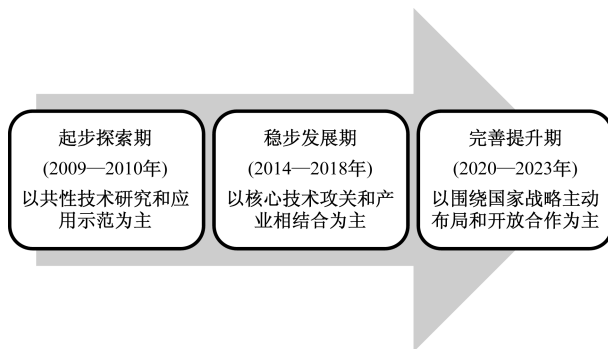 起步探索期
(2009—2010年)
以共性技术研究和应
用示范为主
稳步发展期
(2014—2018年)
以核心技术攻关和产
业相结合为主
完善提升期
(2020—2023年)
以围绕国家战略主动
布局和开放合作为主